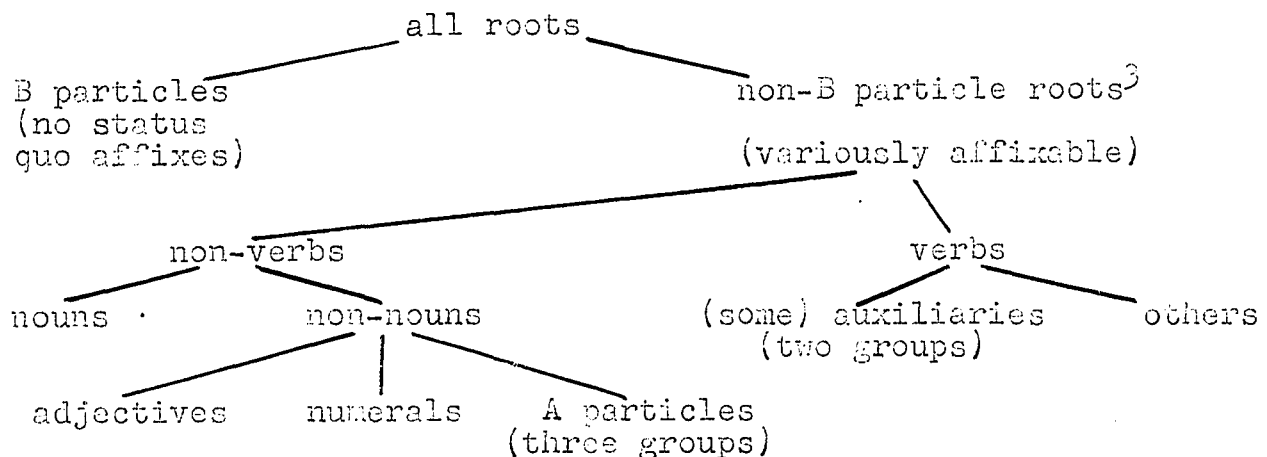 all roots
B particles non-B particle roots³
(no status
quo affixes) (variously affixable)
non-verbs verbs
nouns non-nouns (some) auxiliaries others
(two groups)
adjectives numerals A particles
(three groups)